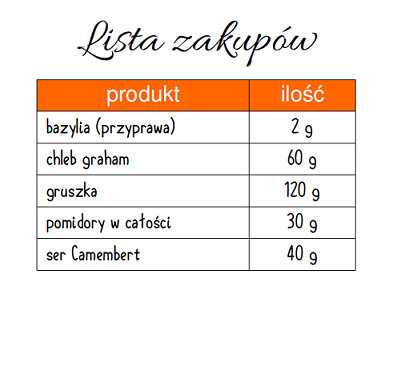 Lista zakupów
produkt ilość
bazylia (przyprawa) 2 g
chleb graham 60 g
gruszka 120 g
pomidory w całości 30 g
ser Camembert 40 g